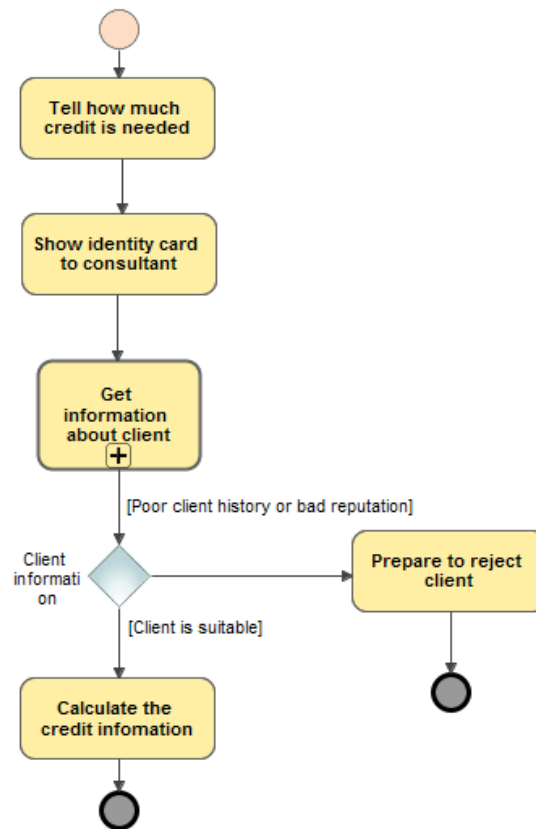 Tell how much
credit is needed
Show identity card
to consultant
Get
information
about client
[Poor client history or bad reputation]
Client
informati
on
Prepare to reject
client
[Client is suitable]
Calculate the
credit infomation